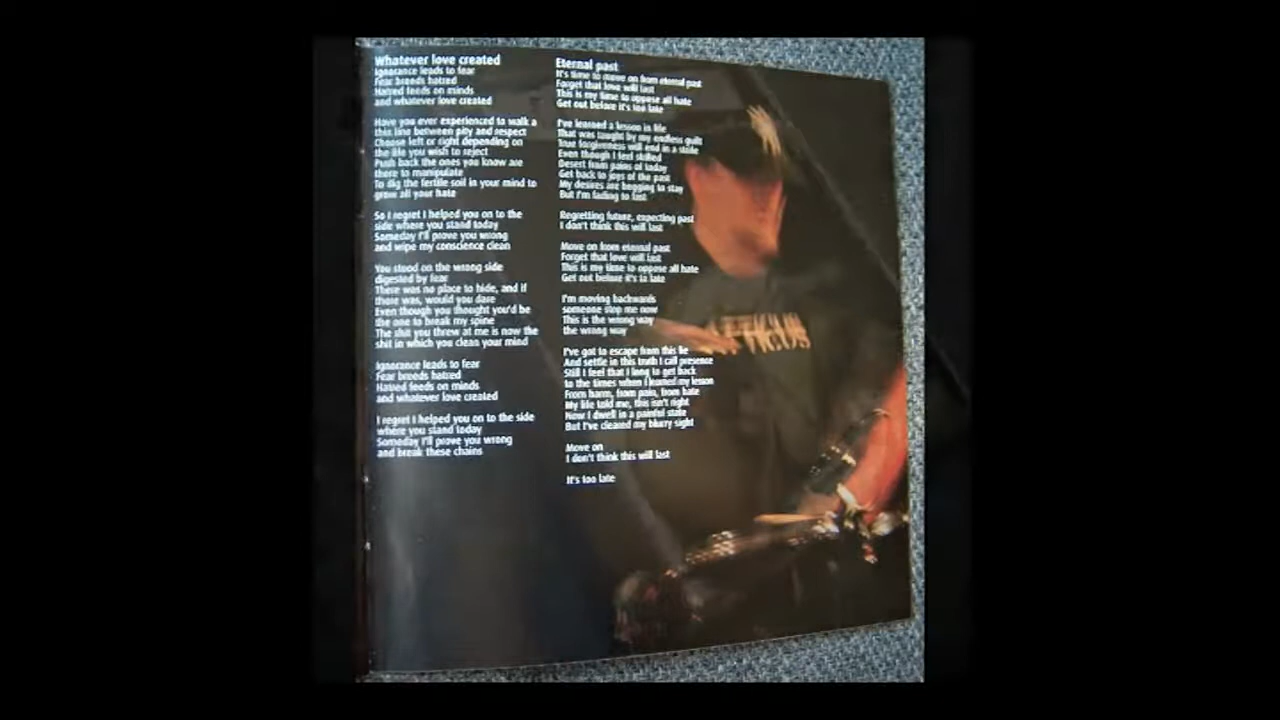 Whatever love created
Ignorance leads to fear
Fear breeds hatred
Hatred feeds on minds
and whatever love created
Have you ever experienced to walk a
thin line between pity and respect
Choose left or right depending on
the life you wish to reject
Push back the ones you know are
there to manipulate
To dig the fertile soil in your mind to
grow all your hate
So I regret I helped you on to the
side where you stand today
Someday I'll prove you wrong
and wipe my conscience clean
You stood on the wrong side
digested by fear
There was no place to hide, and if
there was, would you dare
Even though you thought you'd be
the one to break my spine
The shit you threw at me is now the
shit in which you clean your mind
Ignorance leads to fear
Fear breeds hatred
Hatred feeds on minds
and whatever love created
I regret I helped you on to the side
where you stand today
Someday I'll prove you wrong
and break these chains
Eternal past
It's time to move on from eternal past
Forget that love will last
This is my time to oppose all hate
Get out before it's too late
I've learned a lesson in life
That was taught by my endless guilt
True forgiveness will end in a
Even though I feel
Desert from pains of today
Get back to joys of the past
My desires are begging to stay
But I'm fading to fast
Regretting future, expecting past
I don't think this will last
Move on from eternal past
Forget that love will last
This is my time to oppose all hate
Get out before it's to late
I'm moving backwards
someone stop me now
This is the wrong way
the wrong way
I've got to escape from this lie
And settle in this truth I call presence
Still I feel that I long to get back
to the times when I learned my lesson
From harm, from pain, from hate
My life told me, this isn't right
Now I dwell in a painful state
But I've cleared my blurry sight
Move on
I don't think this will last
It's too late
ATTICUS